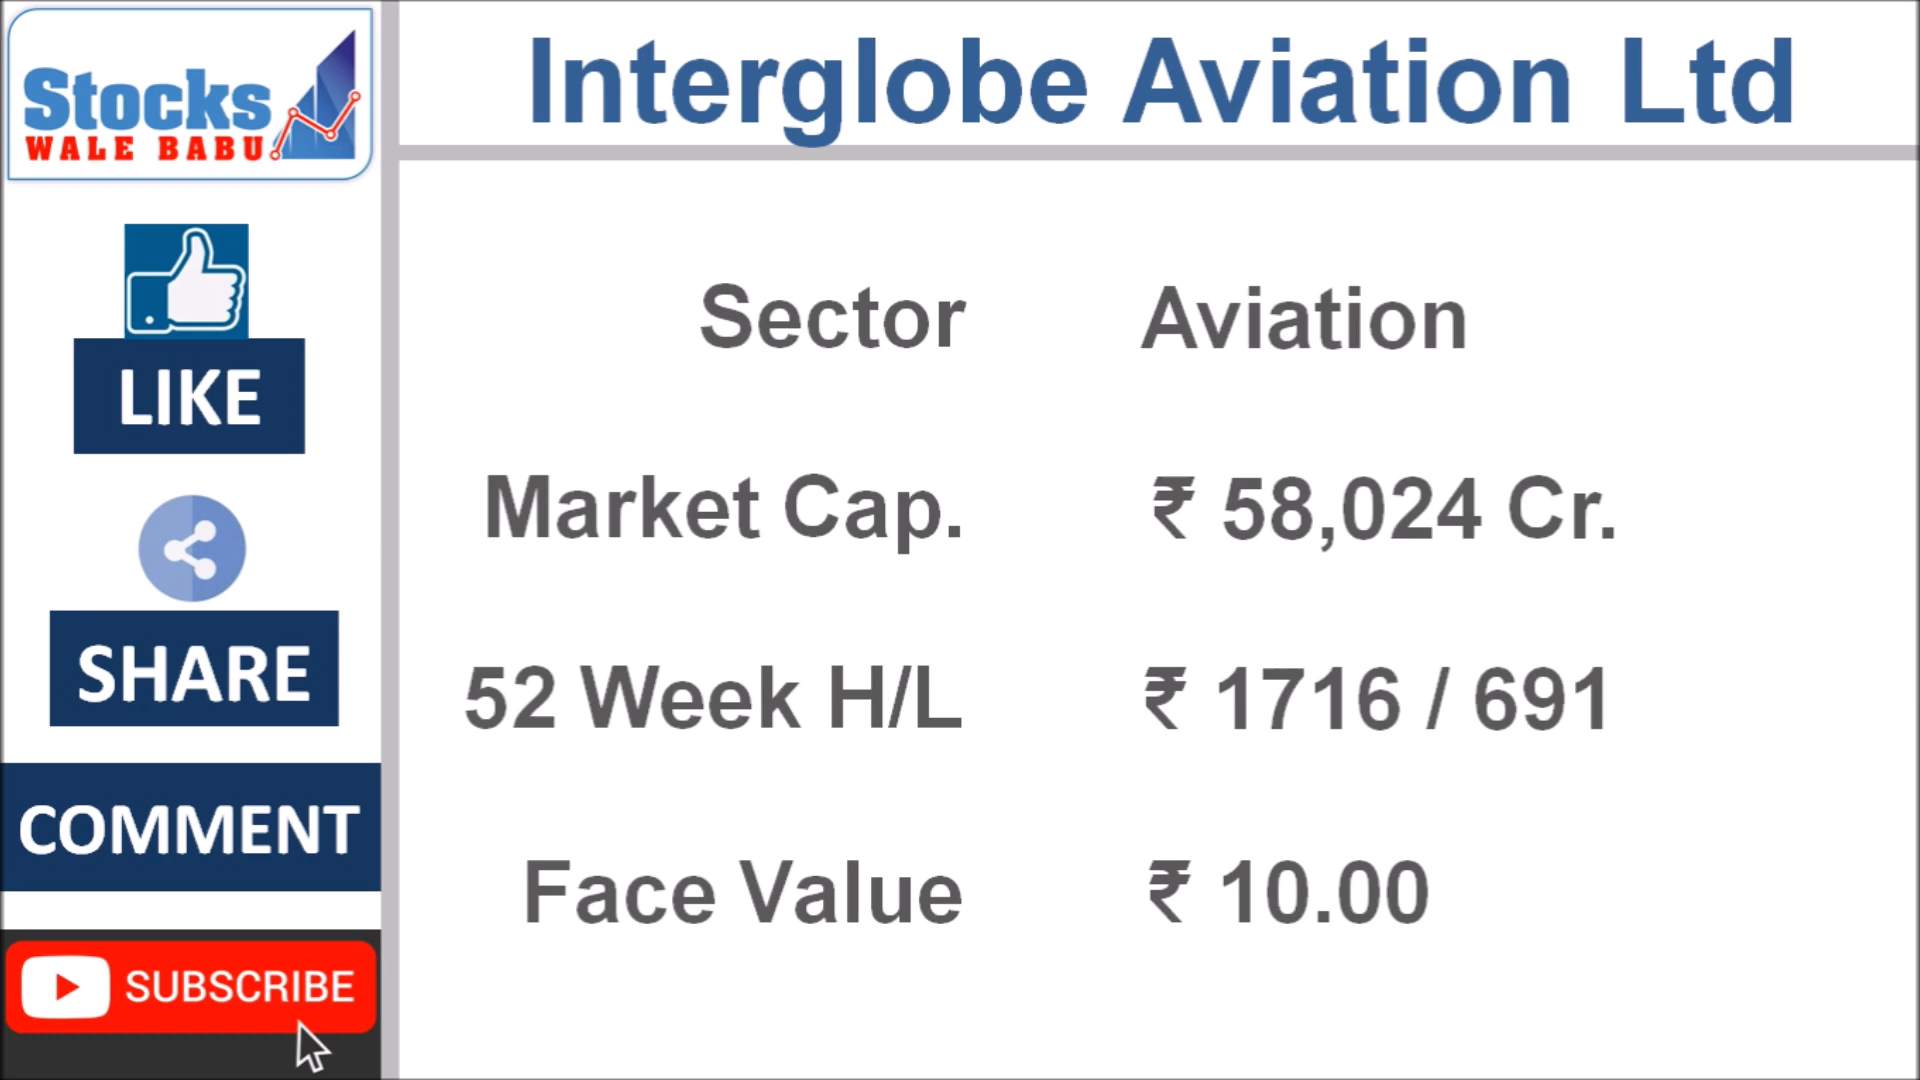 Stocks
WALE BABU
LIKE
SHARE
COMMENT
SUBSCRIBE
Interglobe Aviation Ltd
Sector Aviation
Market Cap. ₹ 58,024 Cr.
52 Week H/L ₹ 1716 / 691
Face Value ₹ 10.00